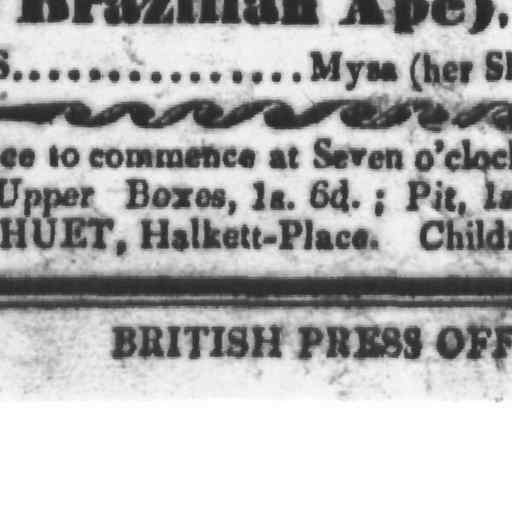 Brazilian Ape).
S................Mysa (her
ce to commence at Seven o'cloc
Upper Boxes, 1s. 6d. ; Pit, 1s
HUET, Halkett-Place. Child
BRITISH PRESS OFF